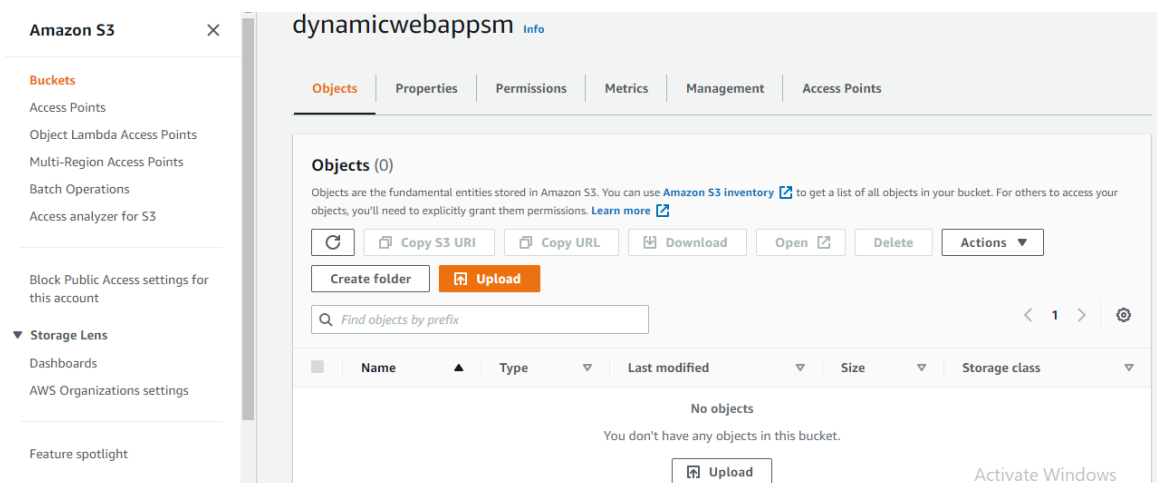 Amazon S3
Buckets
Access Points
Object Lambda Access Points
Multi-Region Access Points
Batch Operations
Access analyzer for S3
Block Public Access settings for
this account
Storage Lens
Dashboards
AWS Organizations settings
Feature spotlight
dynamicwebappsm Info
Objects Properties Permissions Metrics Management Access Points
Objects (0)
Objects are the fundamental entities stored in Amazon S3. You can use Amazon S3 inventory to get a list of all objects in your bucket. For others to access your
objects, you'll need to explicitly grant them permissions. Learn more
Copy S3 URI Copy URL Download Open Delete Actions
Create folder Upload
Find objects by prefix 1
Name Type Last modified Size Storage class
No objects
You don't have any objects in this bucket.
Upload
Activate Windows